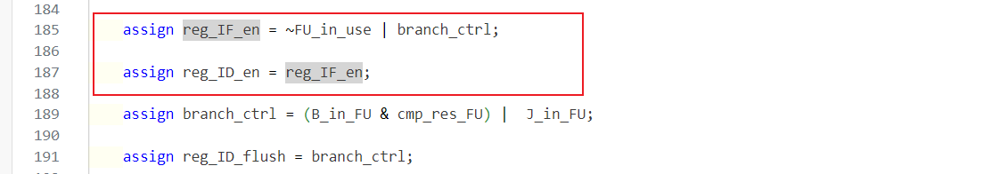 184
185 assign reg_IF_en = ~FU_in_use | branch_ctrl;
186
187 assign reg_ID_en = reg_IF_en;
188
189 assign branch_ctrl = (B_in_FU & cmp_res_FU) |  J_in_FU;
190
191 assign reg_ID_flush = branch_ctrl;